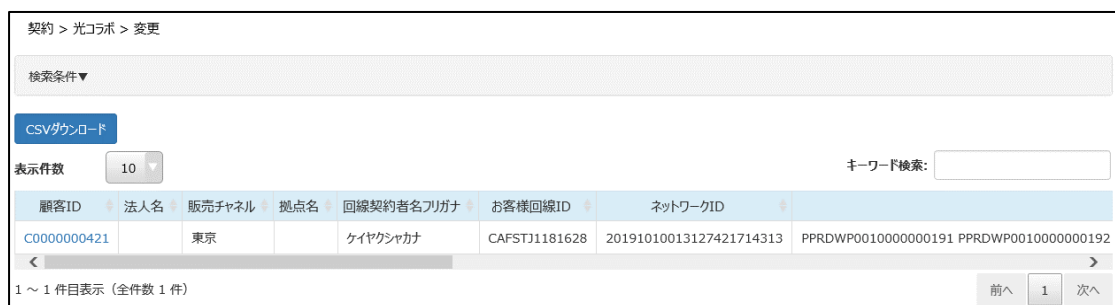 契約 > 光コラボ > 変更
検索条件▼
CSVダウンロード
表示件数 10 キーワード検索:
顧客ID 法人名 販売チャネル 拠点名 回線契約者名フリガナ お客様回線ID ネットワークID
C0000000421 東京 ケイヤクシャカナ CAFSTJ1181628 20191010013127421714313 PPRDWP0010000000191 PPRDWP0010000000192
1 ~ 1 件目表示（全件数 1 件） 前へ 1 次へ